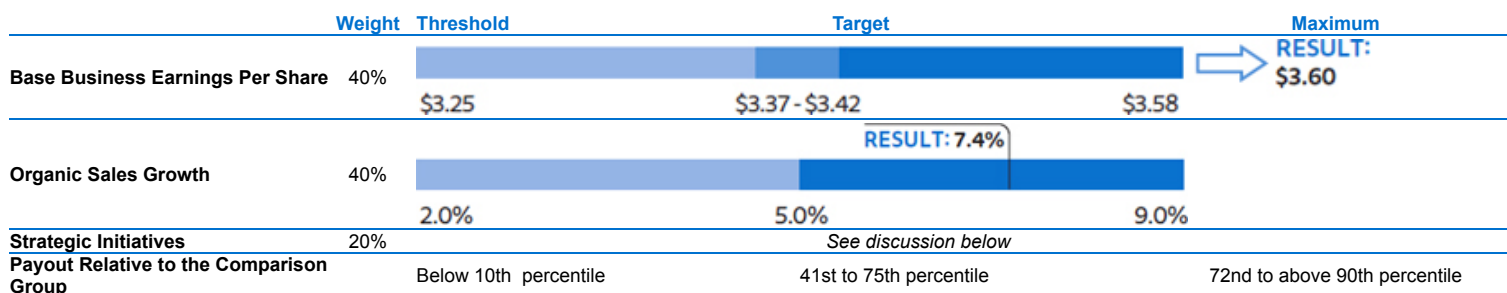 Weight Threshold Target Maximum
Base Business Earnings Per Share 40%
RESULT:
$3.60
$3.25 $3.37 - $3.42 $3.58
RESULT: 7.4%
Organic Sales Growth 40%
2.0% 5.0% 9.0%
Strategic Initiatives 20% See discussion below
Payout Relative to the Comparison
Group
Below 10th percentile 41st to 75th percentile 72nd to above 90th percentile